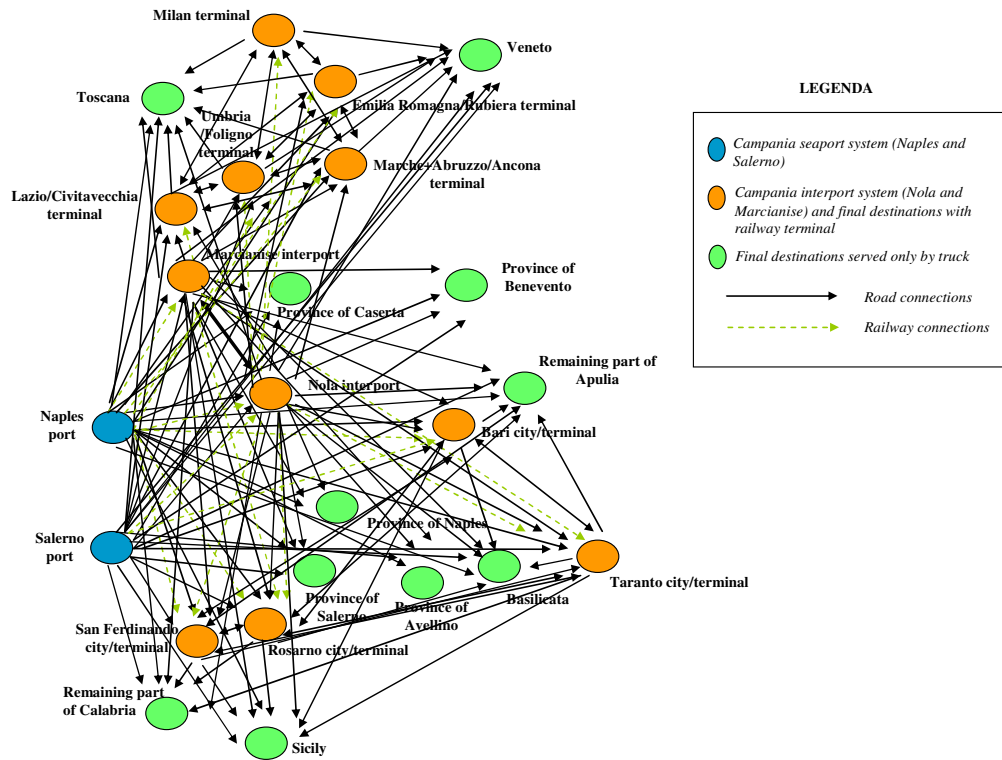 Milan terminal
Veneto
Toscana
Emilia Romagna/Rubiera terminal
Umbria
/Foligno
terminal
Marche+Abruzzo/Ancona
terminal
Lazio/Civitavecchia
terminal
Marcianise interport
Province of
Benevento
Province of Caserta
Remaining part of
Apulia
Nola interport
Naples
port
Bari city/terminal
Province of Naples
Salerno
port
Taranto city/terminal
Province of
Salerno
Province of
Avellino
Basilicata
San Ferdinando
city/terminal
Rosarno city/terminal
Remaining part
of Calabria
Sicily
LEGENDA
Campania seaport system (Naples and
Salerno)
Campania interport system (Nola and
Marcianise) and final destinations with
railway terminal
Final destinations served only by truck
Road connections
Railway connections